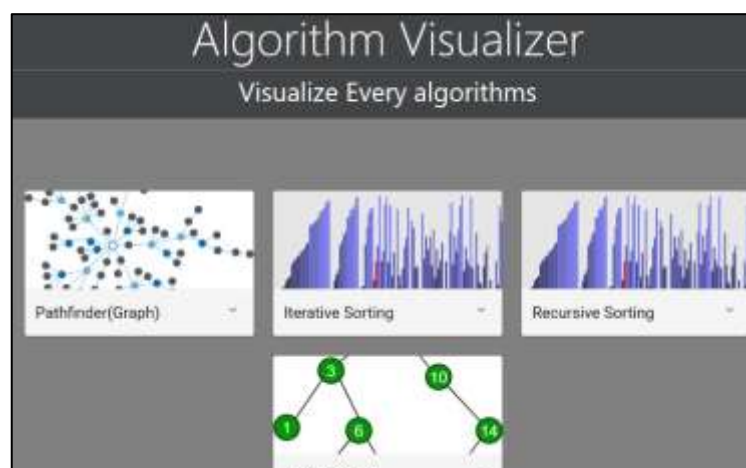 Algorithm Visualizer
Visualize Every algorithms
Pathfinder(Graph)
Iterative Sorting
Recursive Sorting
3
10
1
6
14